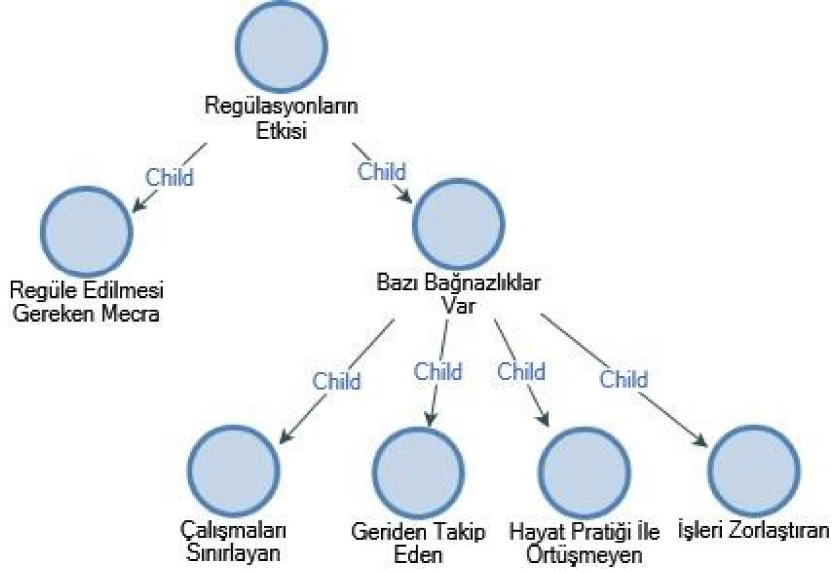 Regülasyonların
Etkisi
Child
Child
Regüle Edilmesi
Gereken Mecra
Bazı Bağnazlıklar
Var
Child
Child
Child
Child
Çalışmaları
Sınırlayan
Geriden Takip
Eden
Hayat Pratiği İle
Örtüşmeyen
İşleri Zorlaştıran